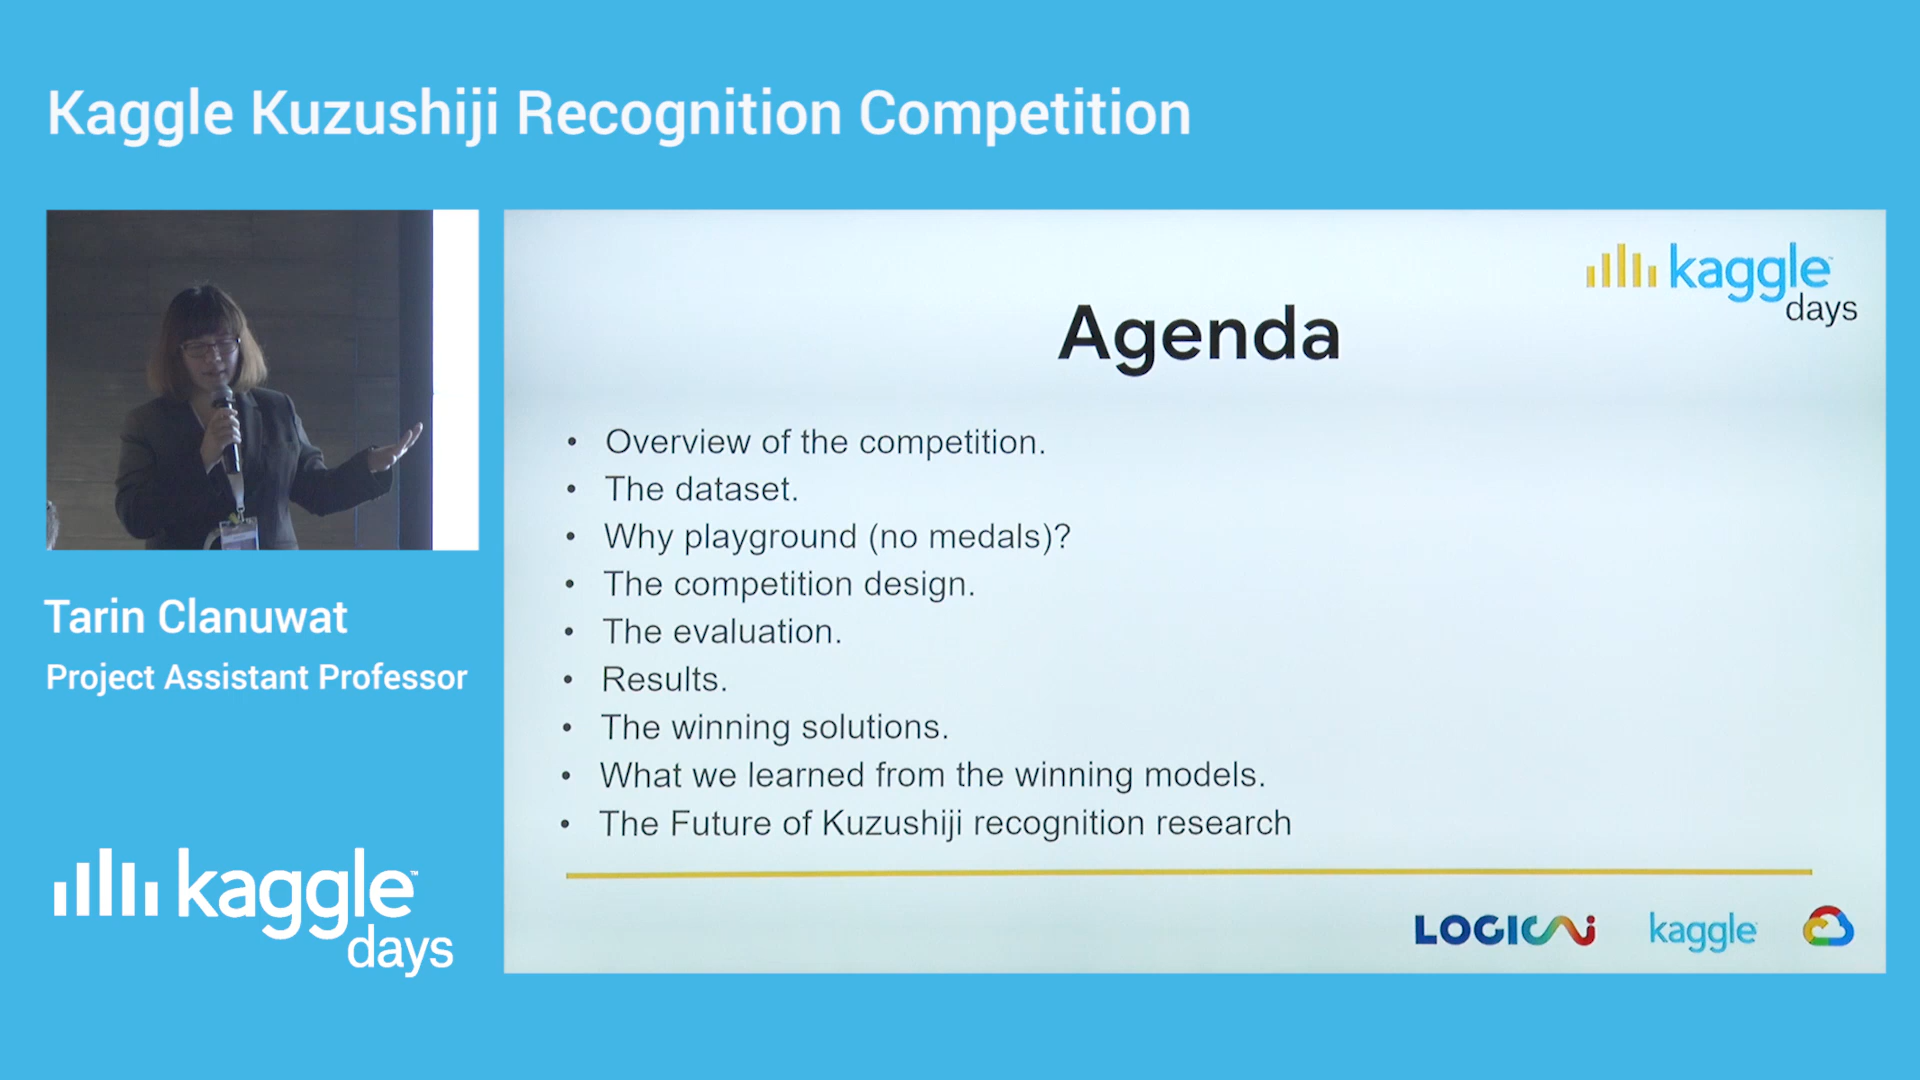 Kaggle Kuzushiji Recognition Competition
kaggle
days
Agenda
• Overview of the competition.
• The dataset.
• Why playground (no medals)?
• The competition design.
• The evaluation.
• Results.
• The winning solutions.
• What we learned from the winning models.
• The Future of Kuzushiji recognition research
LOGICAI
kaggle
Tarin Clanuwat
Project Assistant Professor
kaggle™
days